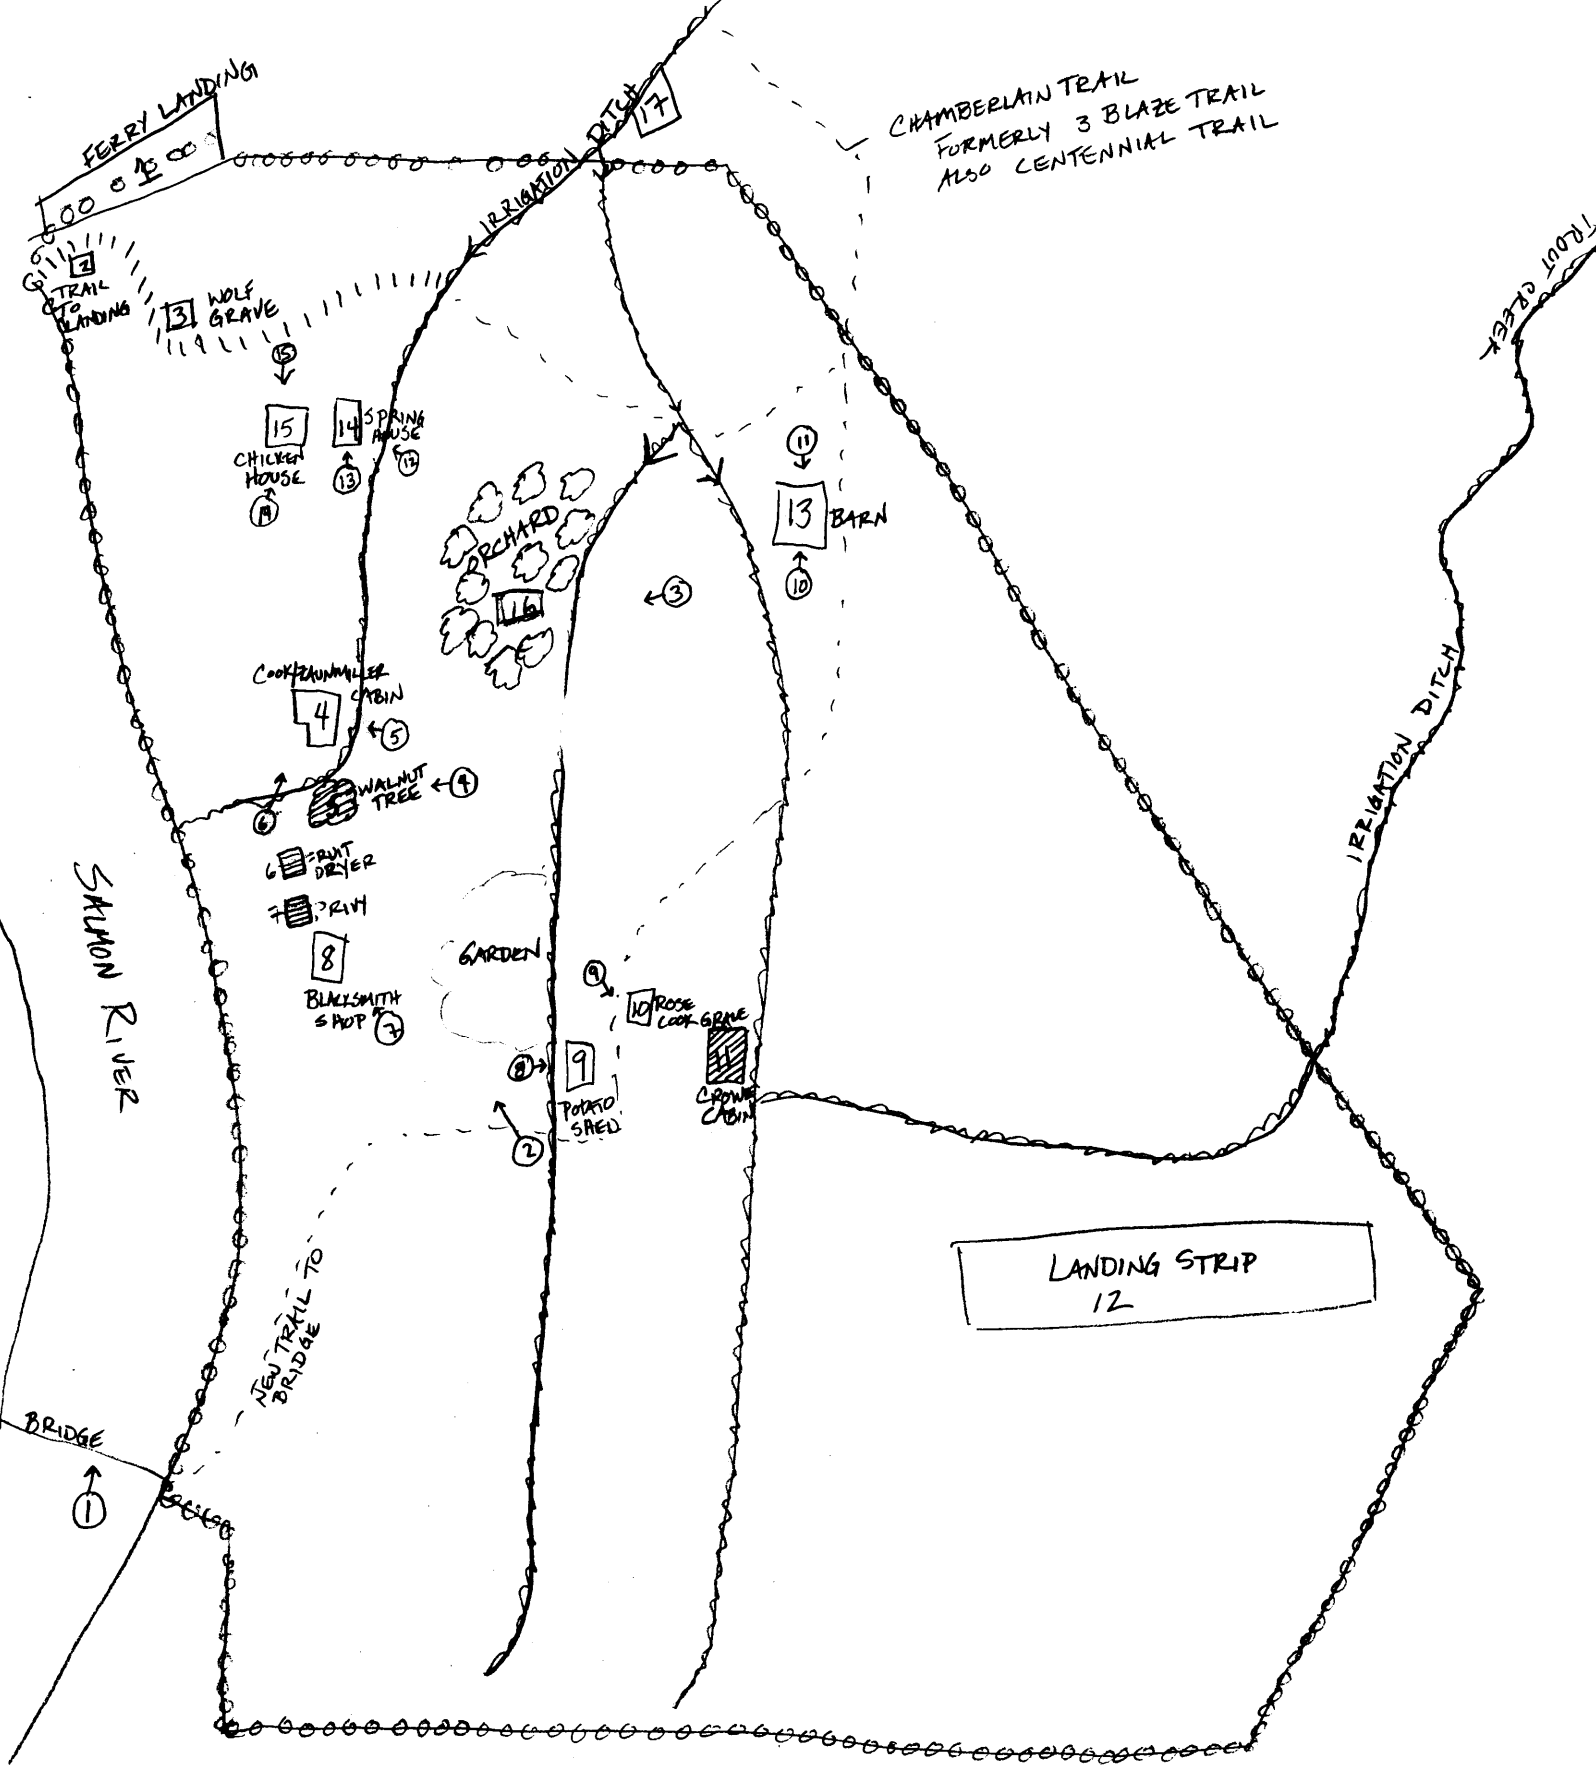 FERRY LANDING
1
DITCH
17
IRRIGATION
CHAMBERLAIN TRAIL
FORMERLY 3 BLAZE TRAIL
ALSO CENTENNIAL TRAIL
TROUT CREEK
2
TRAIL
TO
LANDING
3
WOLF
GRAVE
15
15
CHICKEN
HOUSE
14
14
SPRING
HOUSE
13
12
ORCHARD
16
3
11
13
BARN
10
COOK/ZAUNMILLER
CABIN
4
5
WALNUT
TREE
4
6
5
6
FRUIT
DRYER
7
PRIVY
8
BLACKSMITH
SHOP
7
GARDEN
9
10
ROSE
COOK GRAVE
8
9
POTATO
SHED
11
CROWE
CABIN
2
IRRIGATION DITCH
SALMON RIVER
LANDING STRIP
12
NEW TRAIL TO
BRIDGE
BRIDGE
1